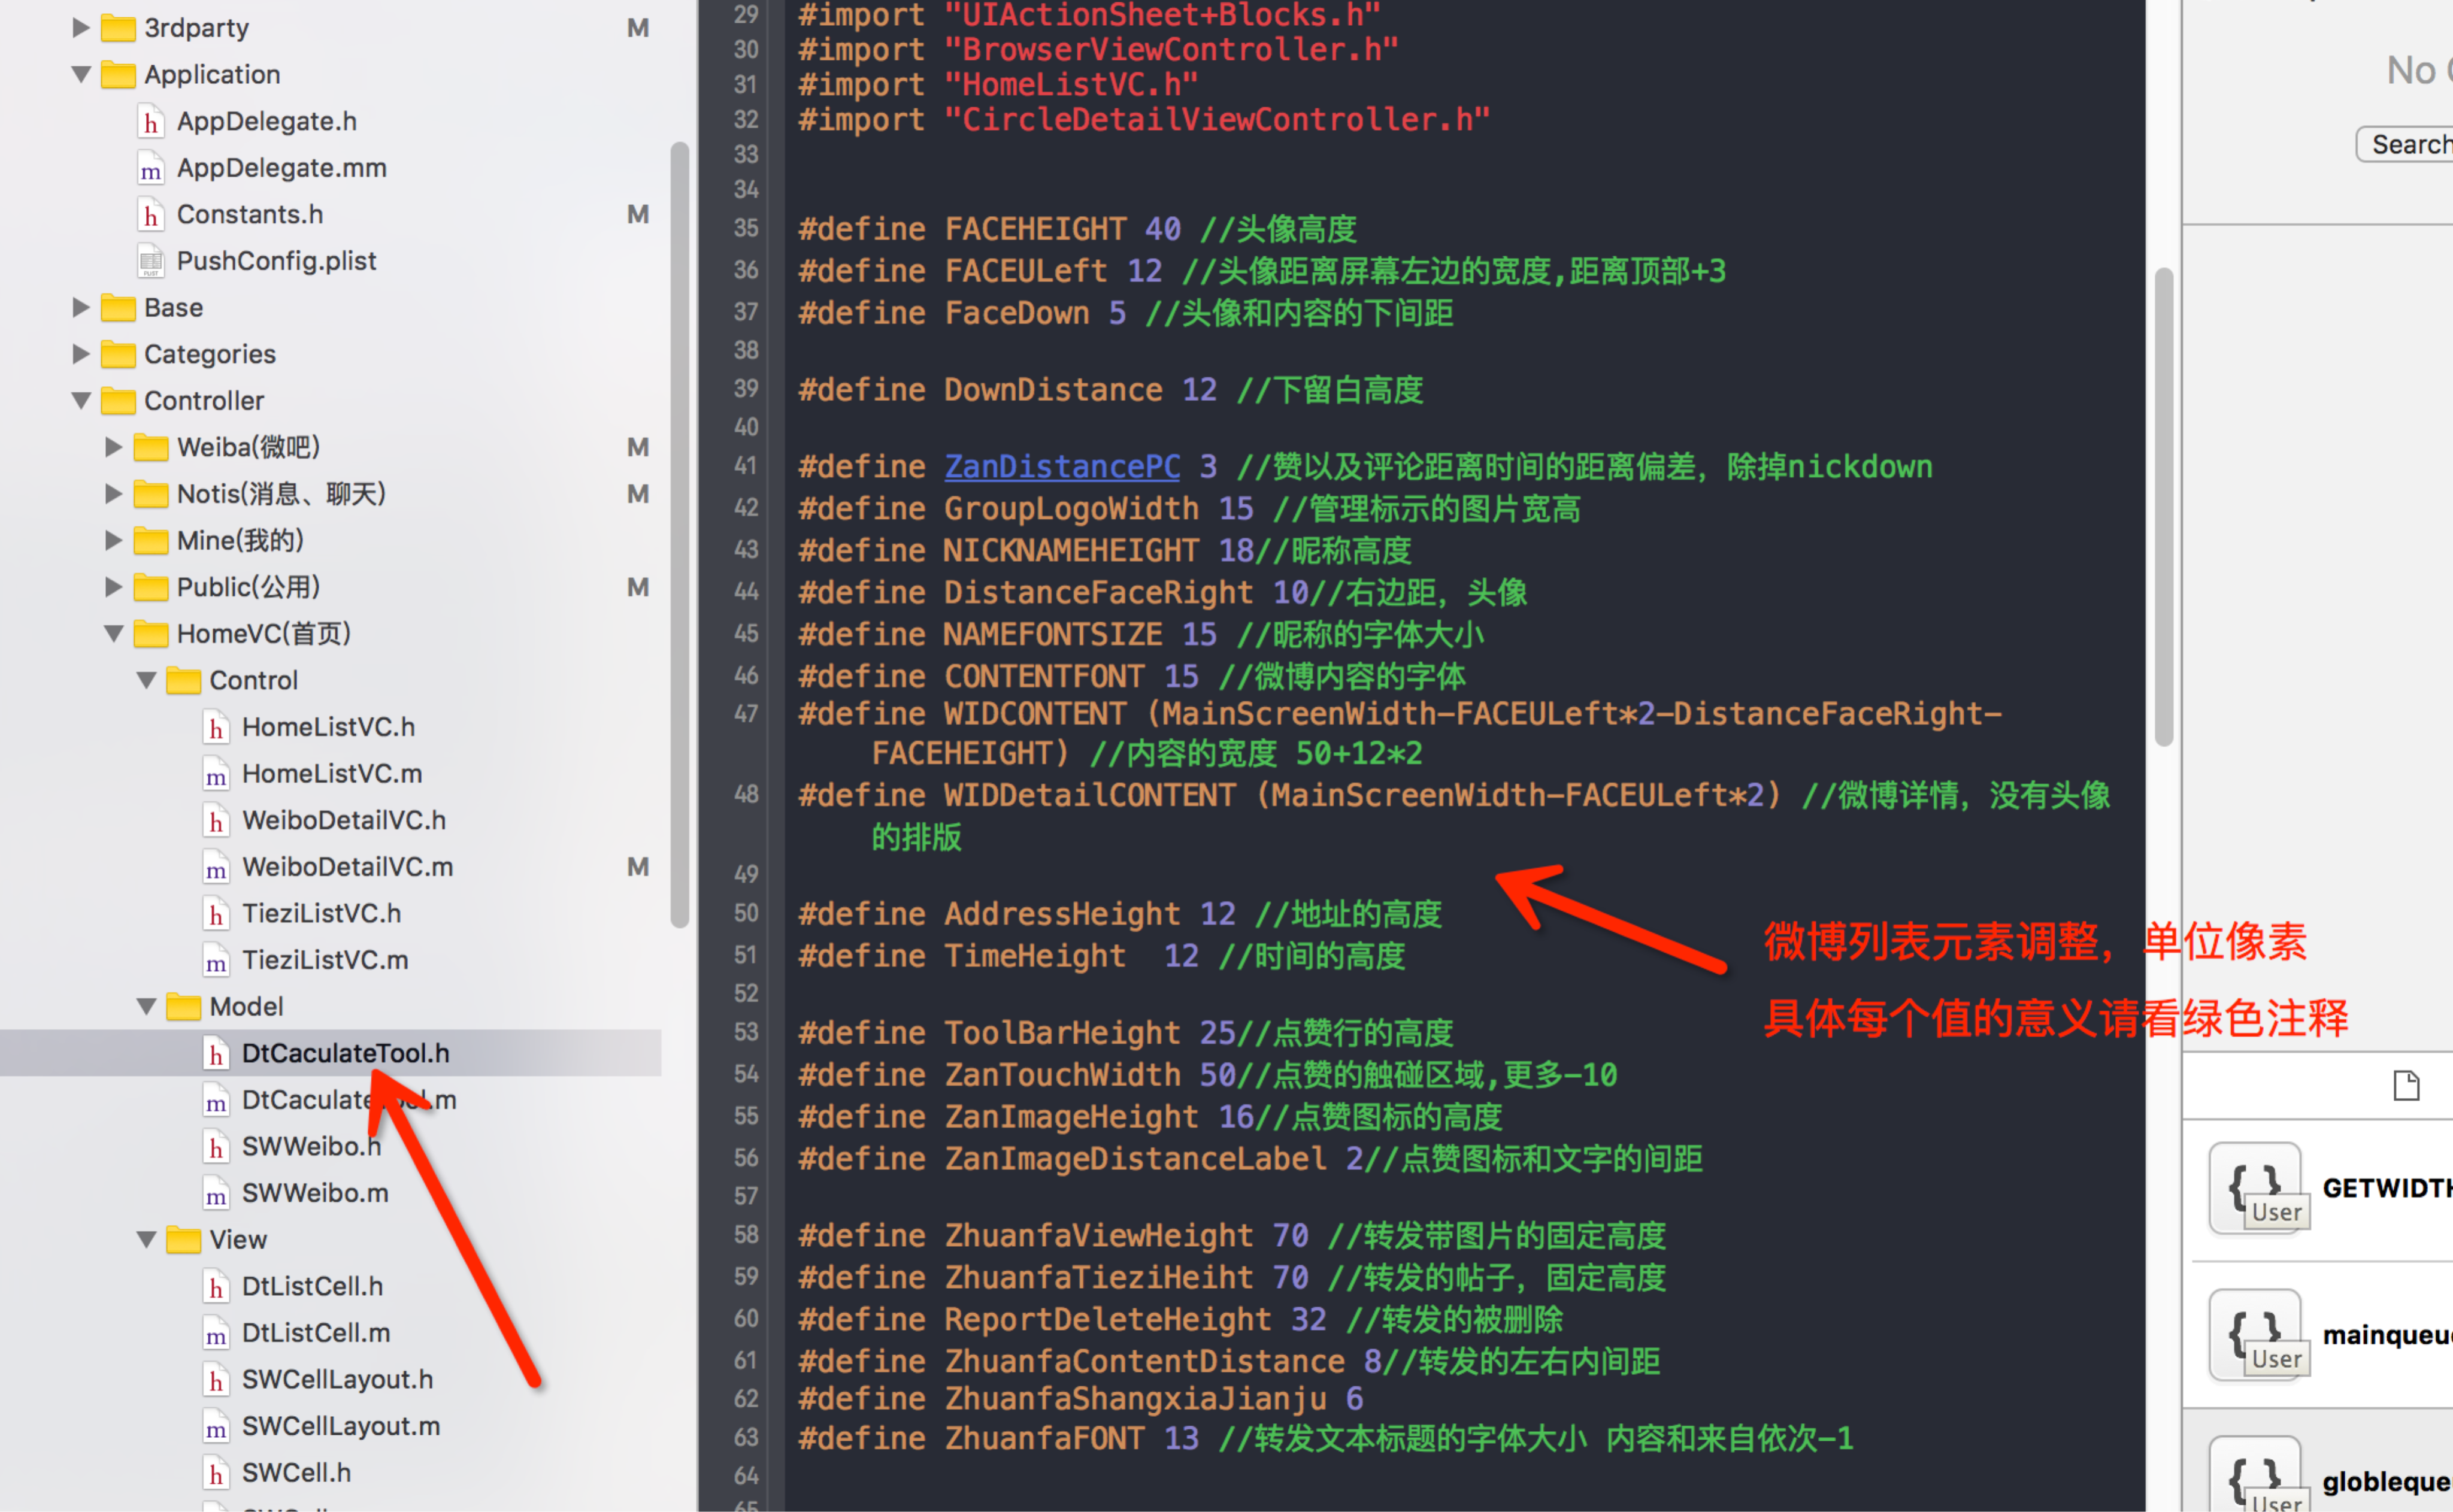 3rdparty M
Application
AppDelegate.h
AppDelegate.mm
Constants.h M
PushConfig.plist
Base
Categories
Controller
Weiba(微吧) M
Notis(消息、聊天) M
Mine(我的)
Public(公用) M
HomeVC(首页)
Control
HomeListVC.h
HomeListVC.m
WeiboDetailVC.h
WeiboDetailVC.m M
TieziListVC.h
TieziListVC.m
Model
DtCaculateTool.h
DtCaculateTool.m
SWWeibo.h
SWWeibo.m
View
DtListCell.h
DtListCell.m
SWCellLayout.h
SWCellLayout.m
SWCell.h
29 #import "UIActionSheet+Blocks.h"
30 #import "BrowserViewController.h"
31 #import "HomeListVC.h"
32 #import "CircleDetailViewController.h"
33
34
35 #define FACEHEIGHT 40 //头像高度
36 #define FACEULeft 12 //头像距离屏幕左边的宽度,距离顶部+3
37 #define FaceDown 5 //头像和内容的下间距
38
39 #define DownDistance 12 //下留白高度
40
41 #define ZanDistancePC 3 //赞以及评论距离时间的距离偏差，除掉nickdown
42 #define GroupLogoWidth 15 //管理标示的图片宽高
43 #define NICKNAMEHEIGHT 18//昵称高度
44 #define DistanceFaceRight 10//右边距，头像
45 #define NAMEFONTSIZE 15 //昵称的字体大小
46 #define CONTENTFONT 15 //微博内容的字体
47 #define WIDCONTENT (MainScreenWidth-FACEULeft*2-DistanceFaceRight-
FACEHEIGHT) //内容的宽度 50+12*2
48 #define WIDDetailCONTENT (MainScreenWidth-FACEULeft*2) //微博详情，没有头像
的排版
49
50 #define AddressHeight 12 //地址的高度
51 #define TimeHeight  12 //时间的高度
52
53 #define ToolBarHeight 25//点赞行的高度
54 #define ZanTouchWidth 50//点赞的触碰区域,更多-10
55 #define ZanImageHeight 16//点赞图标的高度
56 #define ZanImageDistanceLabel 2//点赞图标和文字的间距
57
58 #define ZhuanfaViewHeight 70 //转发带图片的固定高度
59 #define ZhuanfaTieziHeiht 70 //转发的帖子，固定高度
60 #define ReportDeleteHeight 32 //转发的被删除
61 #define ZhuanfaContentDistance 8//转发的左右内间距
62 #define ZhuanfaShangxiaJianju 6
63 #define ZhuanfaFONT 13 //转发文本标题的字体大小 内容和来自依次-1
64
65
微博列表元素调整，单位像素
具体每个值的意义请看绿色注释
No
Search
{ } User GETWIDTH
{ } User mainqueue
{ } User globleque